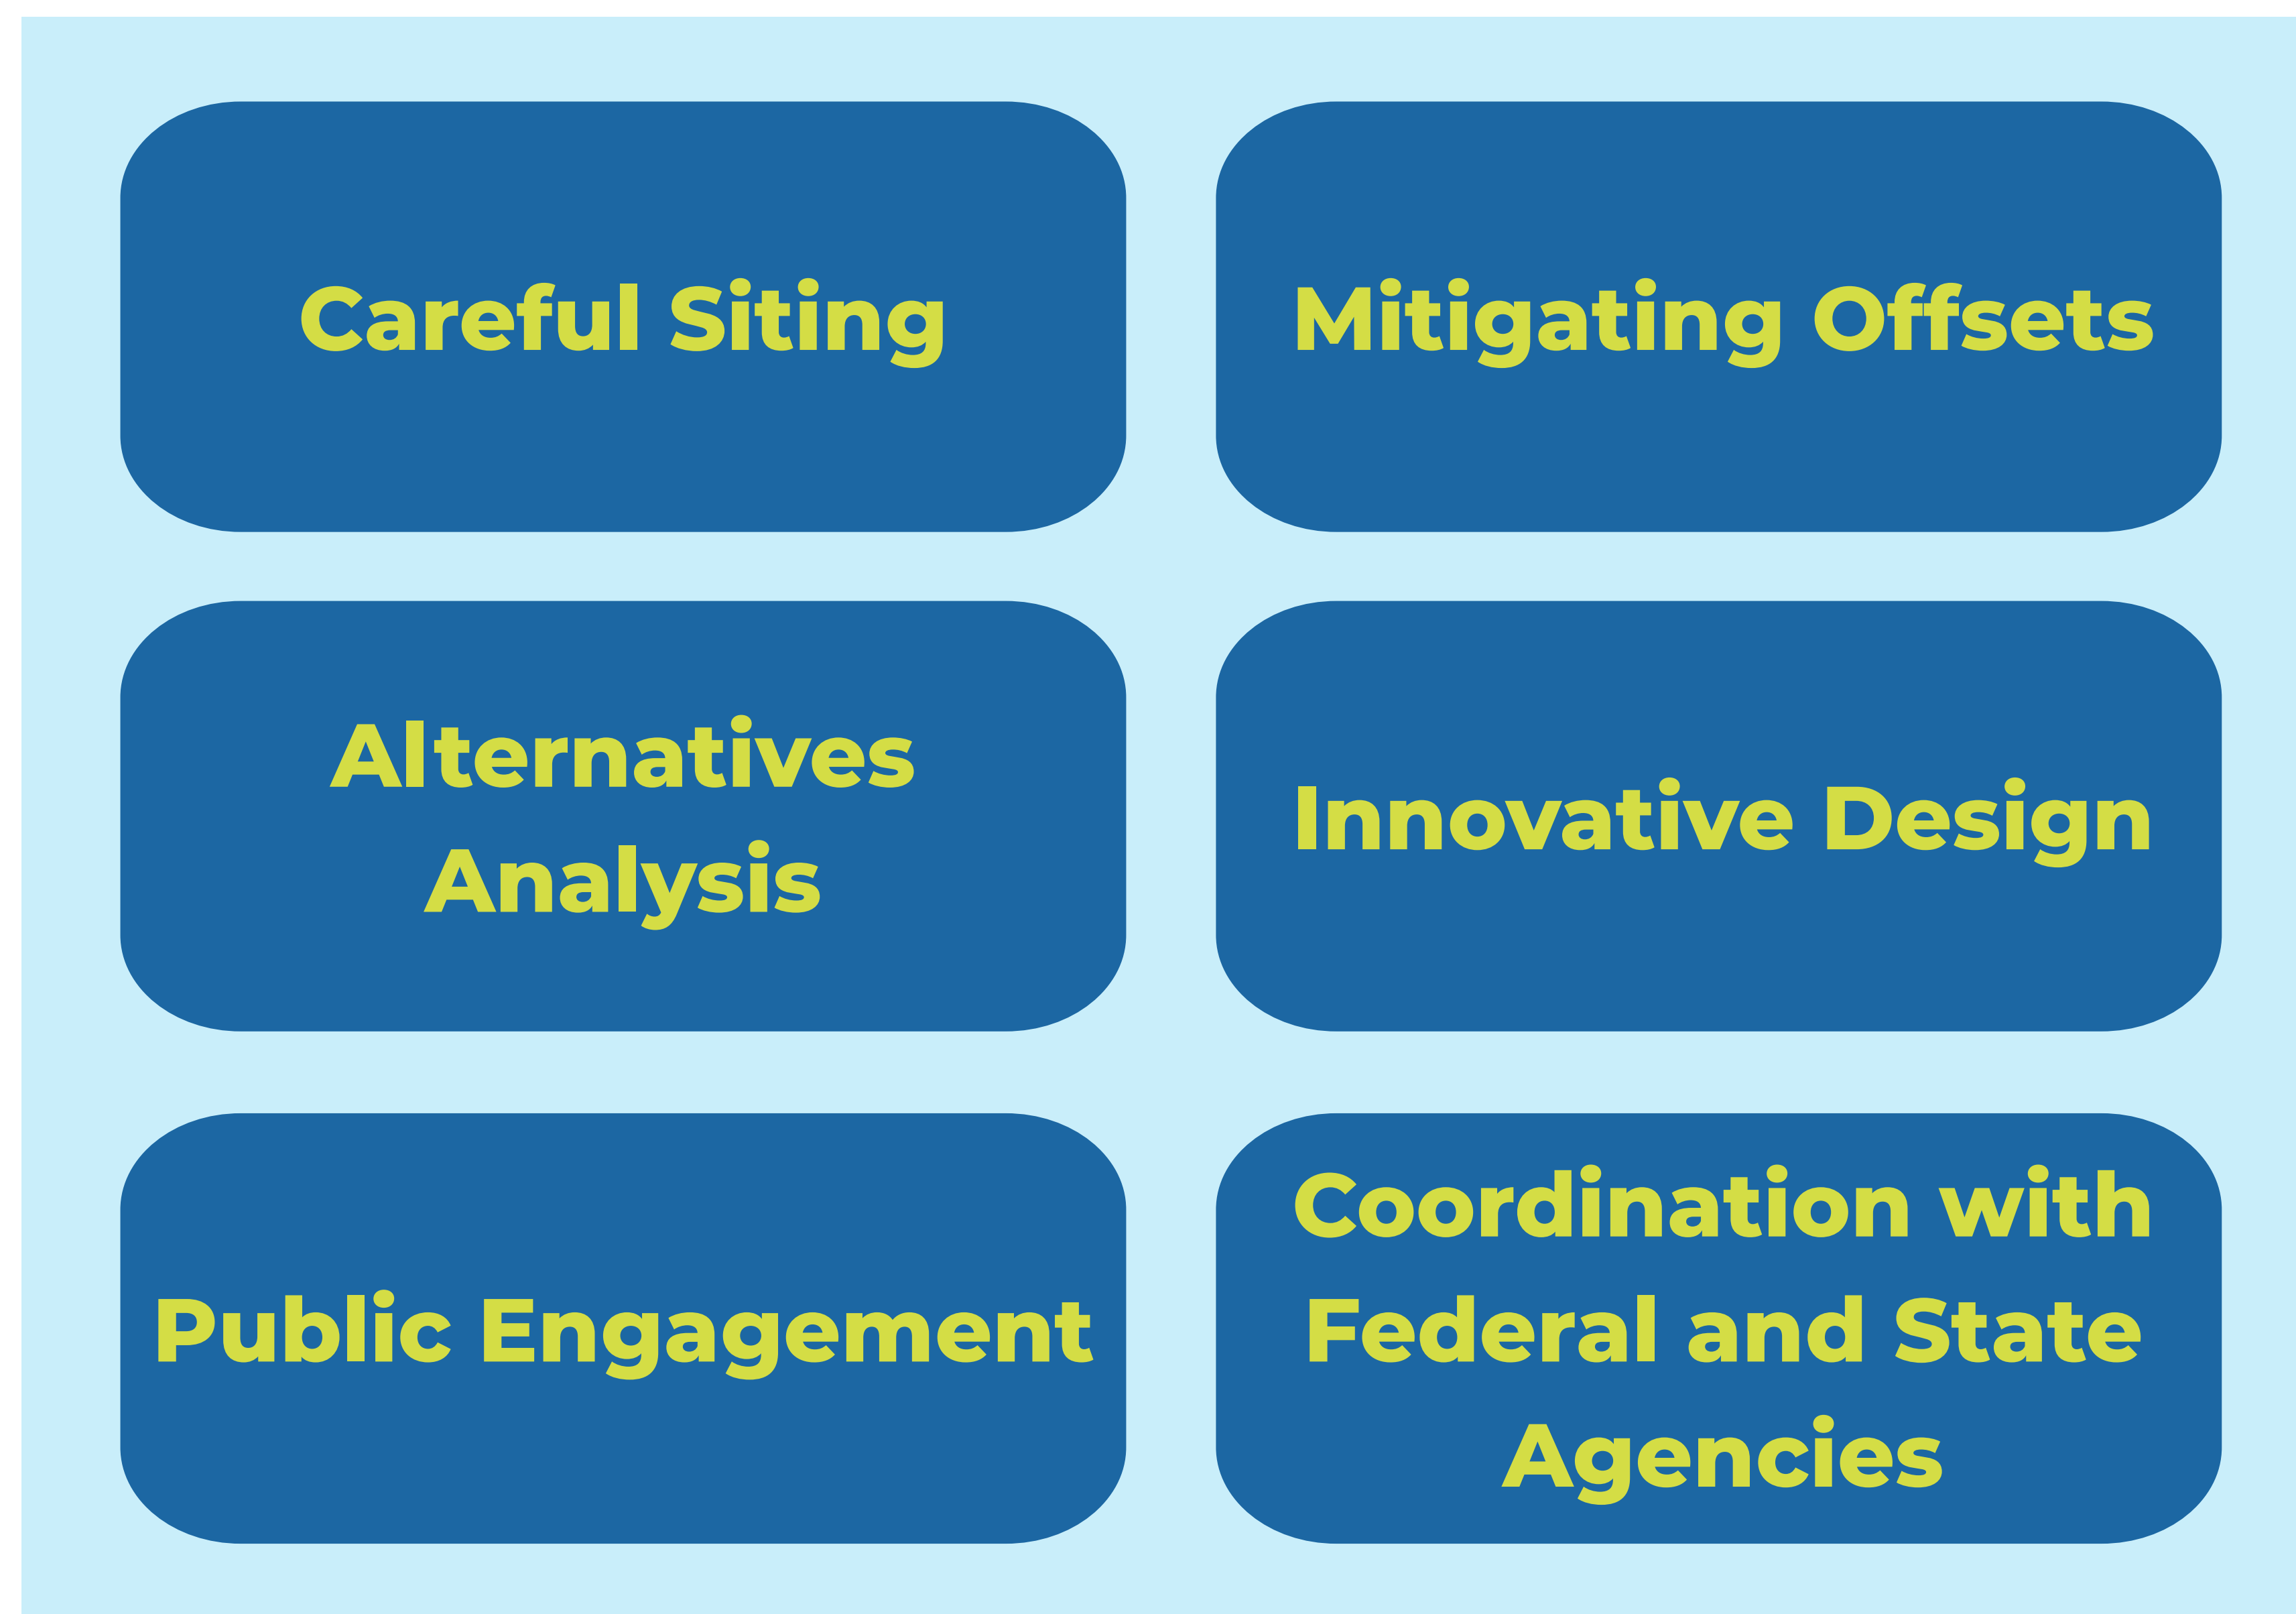 Careful Siting
Mitigating Offsets
Alternatives
Analysis
Innovative Design
Public Engagement
Coordination with
Federal and State
Agencies